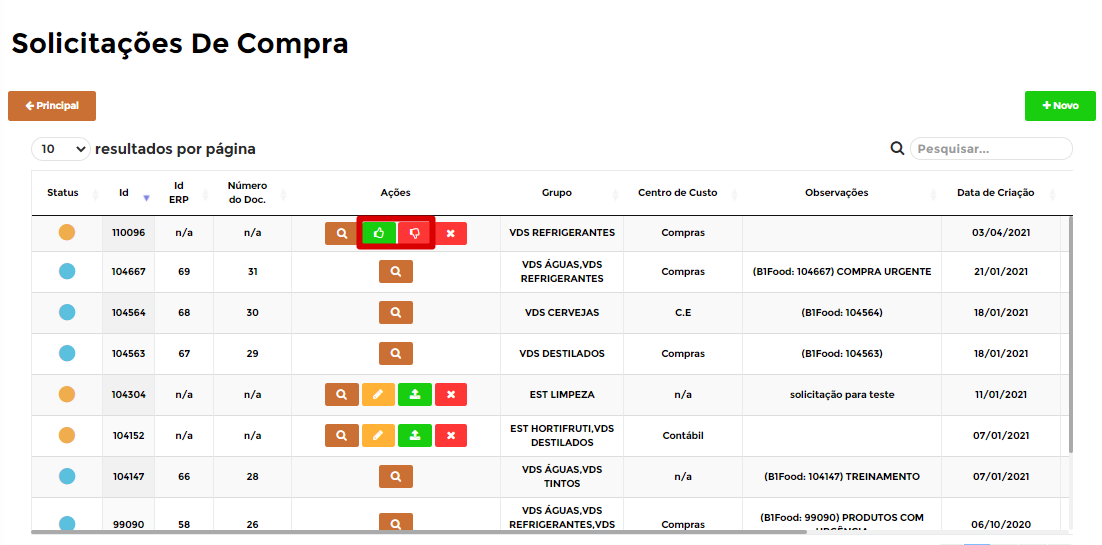 Solicitações De Compra
Principal
Novo
10 resultados por página
Pesquisar...
Status Id Id ERP Número do Doc. Ações Grupo Centro de Custo Observações Data de Criação
110096 n/a n/a VDS REFRIGERANTES Compras 03/04/2021
104667 69 31 VDS ÁGUAS,VDS REFRIGERANTES Compras (B1Food: 104667) COMPRA URGENTE 21/01/2021
104564 68 30 VDS CERVEJAS C.E (B1Food: 104564) 18/01/2021
104563 67 29 VDS DESTILADOS Compras (B1Food: 104563) 18/01/2021
104304 n/a n/a EST LIMPEZA n/a solicitação para teste 11/01/2021
104152 n/a n/a EST HORTIFRUTI,VDS DESTILADOS Contábil 07/01/2021
104147 66 28 VDS ÁGUAS,VDS TINTOS n/a (B1Food: 104147) TREINAMENTO 07/01/2021
99090 58 26 VDS ÁGUAS,VDS REFRIGERANTES,VDS Compras (B1Food: 99090) PRODUTOS COM URGÊNCIA 06/10/2020